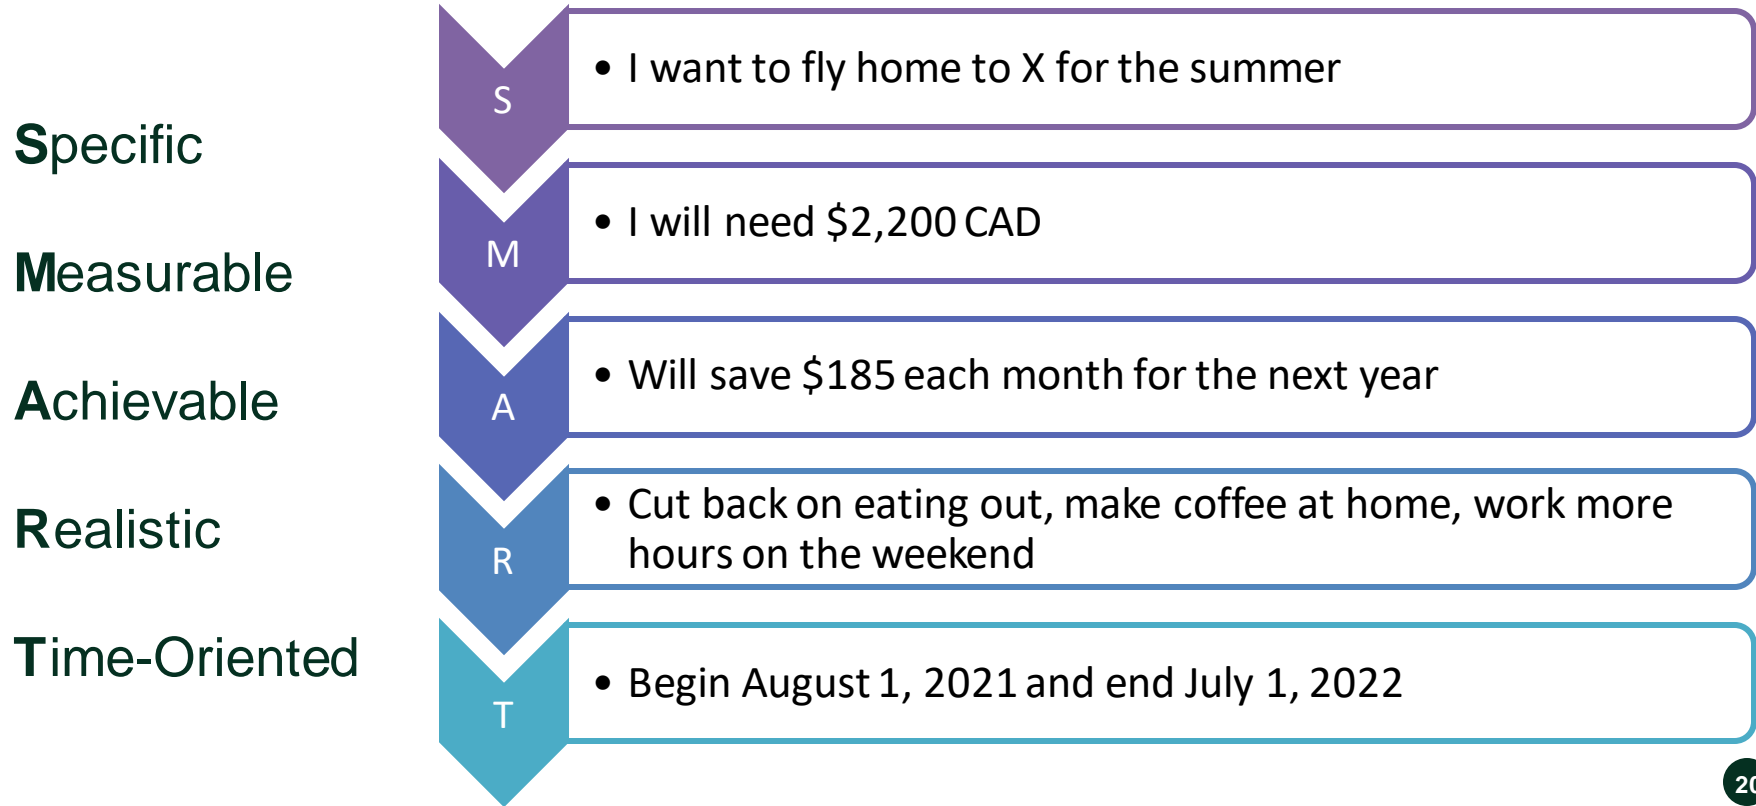 Specific
Measurable
Achievable
Realistic
Time-Oriented
S
• I want to fly home to X for the summer
M
• I will need $2,200 CAD
A
• Will save $185 each month for the next year
R
• Cut back on eating out, make coffee at home, work more
hours on the weekend
T
• Begin August 1, 2021 and end July 1, 2022
20